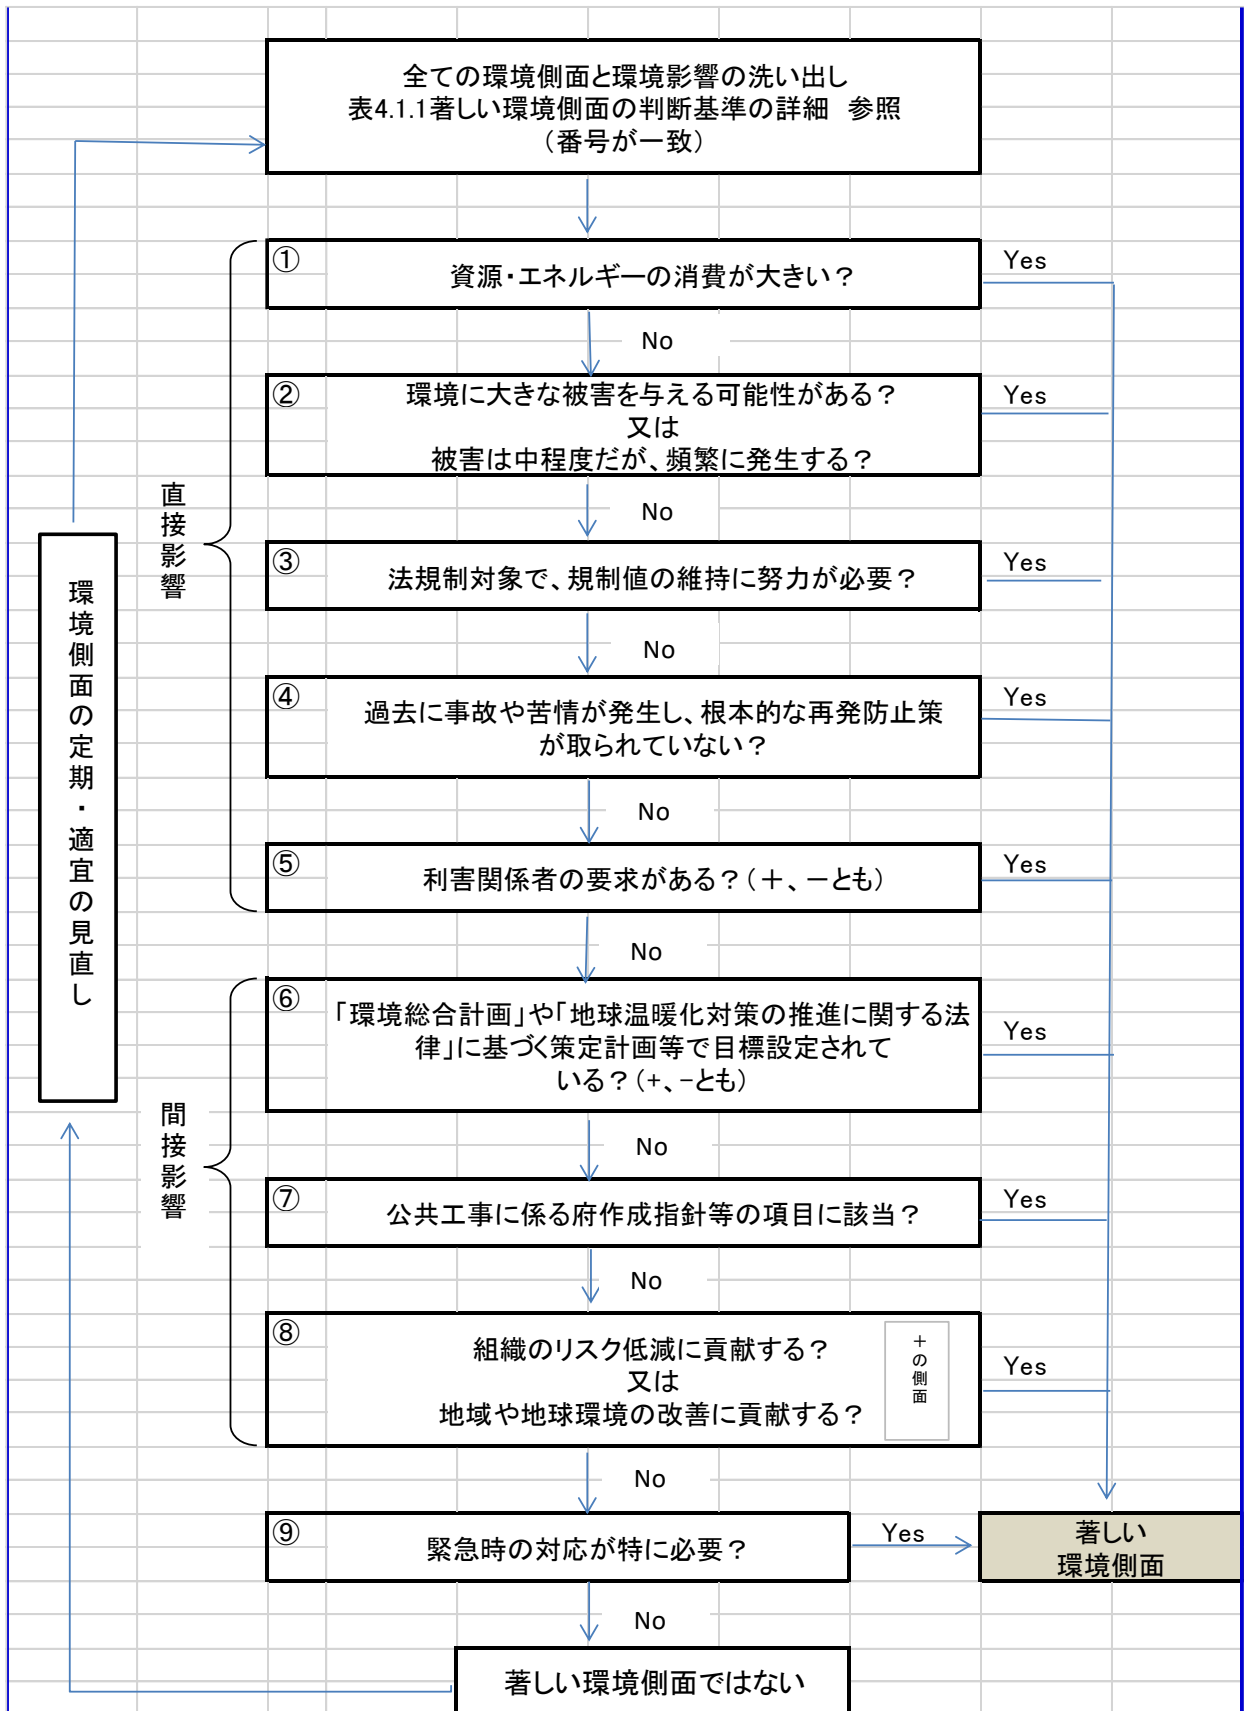 全ての環境側面と環境影響の洗い出し
表4.1.1著しい環境側面の判断基準の詳細　参照
（番号が一致）
①
資源・エネルギーの消費が大きい？
Yes
No
②
環境に大きな被害を与える可能性がある？
又は
被害は中程度だが、頻繁に発生する？
Yes
No
直接影響
③
法規制対象で、規制値の維持に努力が必要？
Yes
No
④
過去に事故や苦情が発生し、根本的な再発防止策
が取られていない？
Yes
No
⑤
利害関係者の要求がある？（＋、－とも）
Yes
No
環境側面の定期・適宜の見直し
⑥
「環境総合計画」や「地球温暖化対策の推進に関する法
律」に基づく策定計画等で目標設定されて
いる？（+、-とも）
Yes
No
間接影響
⑦
公共工事に係る府作成指針等の項目に該当？
Yes
No
⑧
組織のリスク低減に貢献する？
又は
地域や地球環境の改善に貢献する？
＋の側面
Yes
No
⑨
緊急時の対応が特に必要？
Yes
著しい
環境側面
No
著しい環境側面ではない